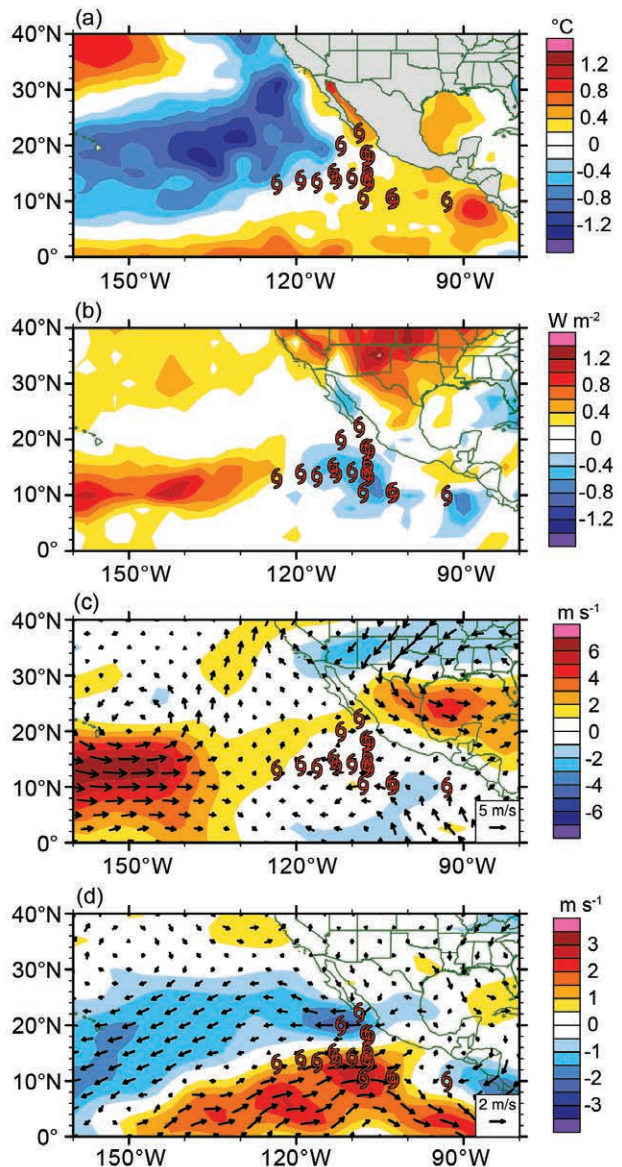 (a)
°C
40°N
30°N
20°N
10°N
0°
150°W
120°W
90°W
1.2
0.8
0.4
0
-0.4
-0.8
-1.2
(b)
W m-2
40°N
30°N
20°N
10°N
0°
150°W
120°W
90°W
1.2
0.8
0.4
0
-0.4
-0.8
-1.2
(c)
m s-1
40°N
30°N
20°N
10°N
0°
150°W
120°W
90°W
5 m/s
6
4
2
0
-2
-4
-6
(d)
m s-1
40°N
30°N
20°N
10°N
0°
150°W
120°W
90°W
2 m/s
3
2
1
0
-1
-2
-3